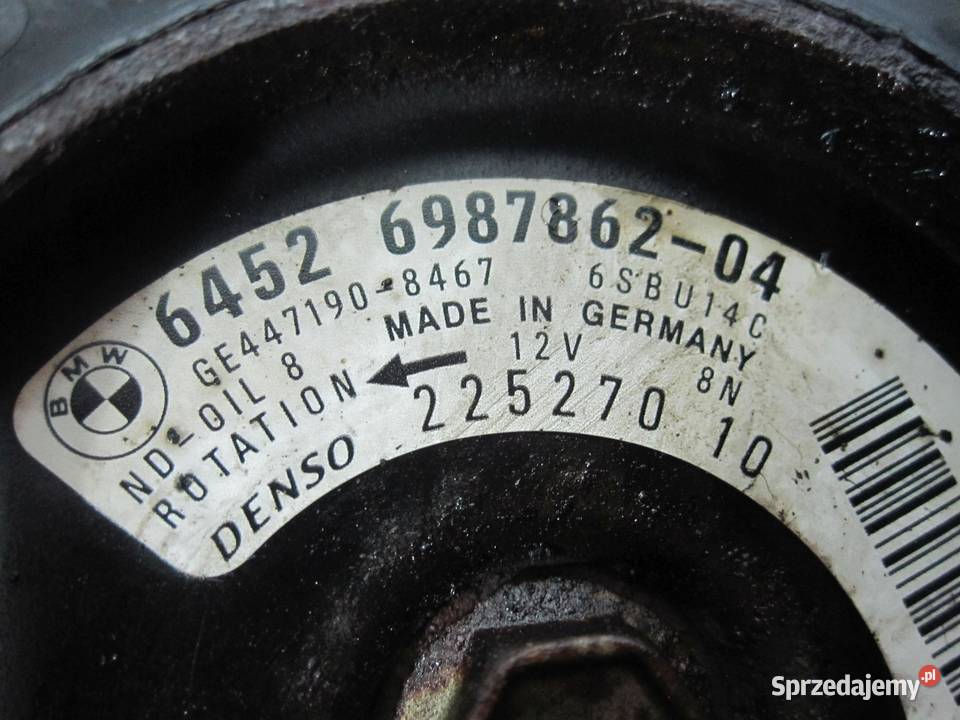 6452 6987862-04
GE447190-8467 6SBU14C
MADE IN GERMANY
ND-OIL 8 12V 8N
ROTATION
225270 10
DENSO
BMW
Sprzedajemy.pl